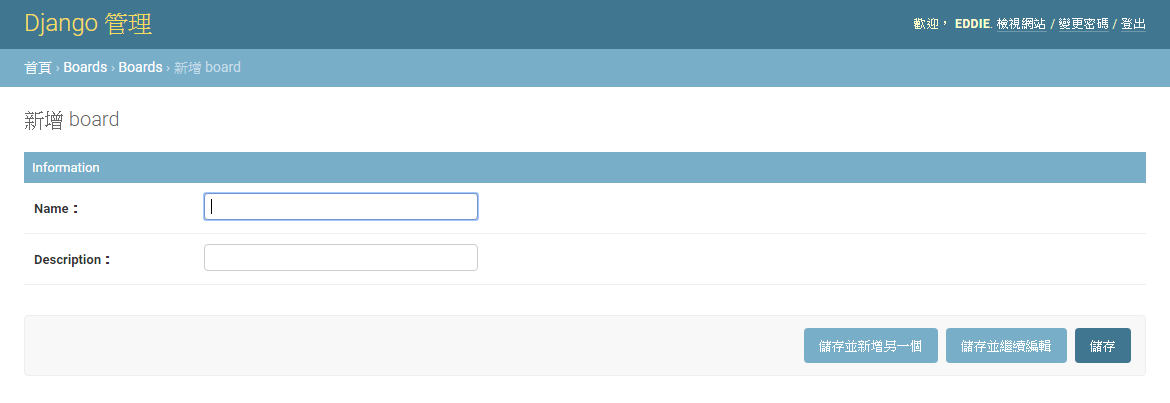 Django 管理
歡迎， EDDIE. 檢視網站 / 變更密碼 / 登出
首頁 › Boards › Boards › 新增 board
新增 board
Information
Name：
Description：
儲存並新增另一個 儲存並繼續編輯 儲存